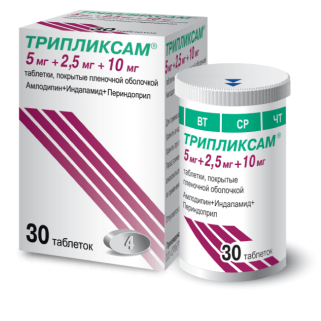 ТРИПЛИКСАМ®
5 мг + 2,5 мг + 10 мг
таблетки, покрытые пленочной оболочкой
Амлодипин+Индапамид+Периндоприл
30 таблеток
ВТ СР ЧТ
ТРИПЛИКСАМ®
5 мг+2,5 мг+10 мг
таблетки, покрытые
пленочной оболочкой
Амлодипин+Индапамид+
Периндоприл
30 таблеток